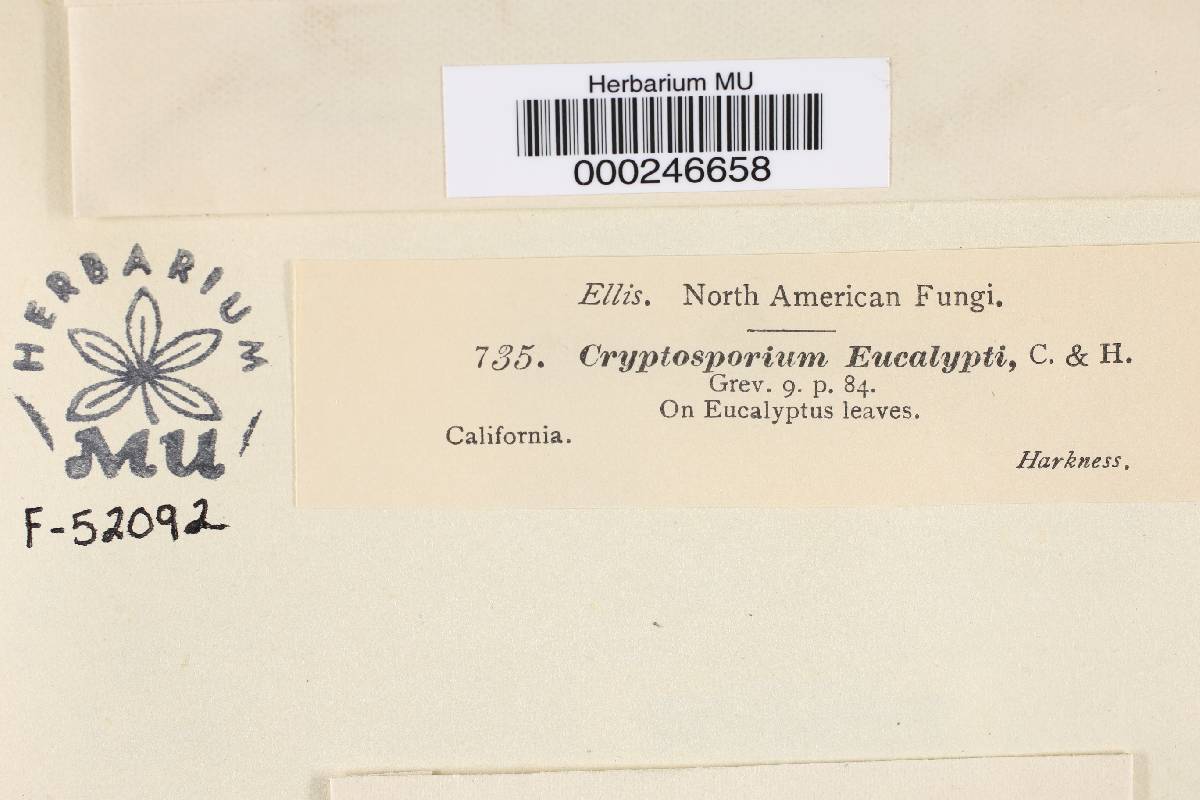 Herbarium MU
000246658
HERBARIUM
MU
F-52092
Ellis. North American Fungi.
735. Cryptosporium Eucalypti, C. & H.
Grev. 9. p. 84.
On Eucalyptus leaves.
California.
Harkness.